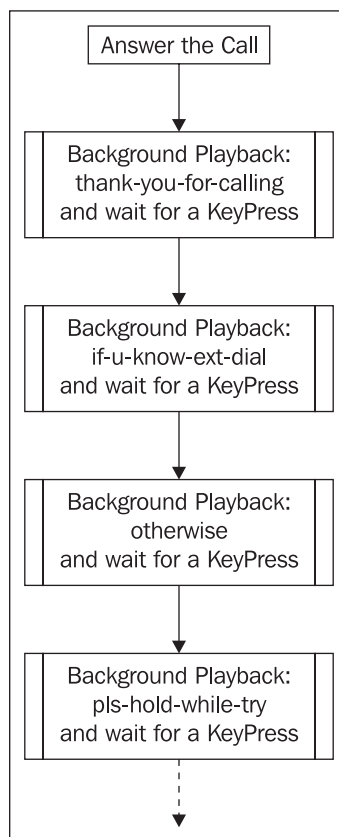 Answer the Call
Background Playback:
thank-you-for-calling
and wait for a KeyPress
Background Playback:
if-u-know-ext-dial
and wait for a KeyPress
Background Playback:
otherwise
and wait for a KeyPress
Background Playback:
pls-hold-while-try
and wait for a KeyPress